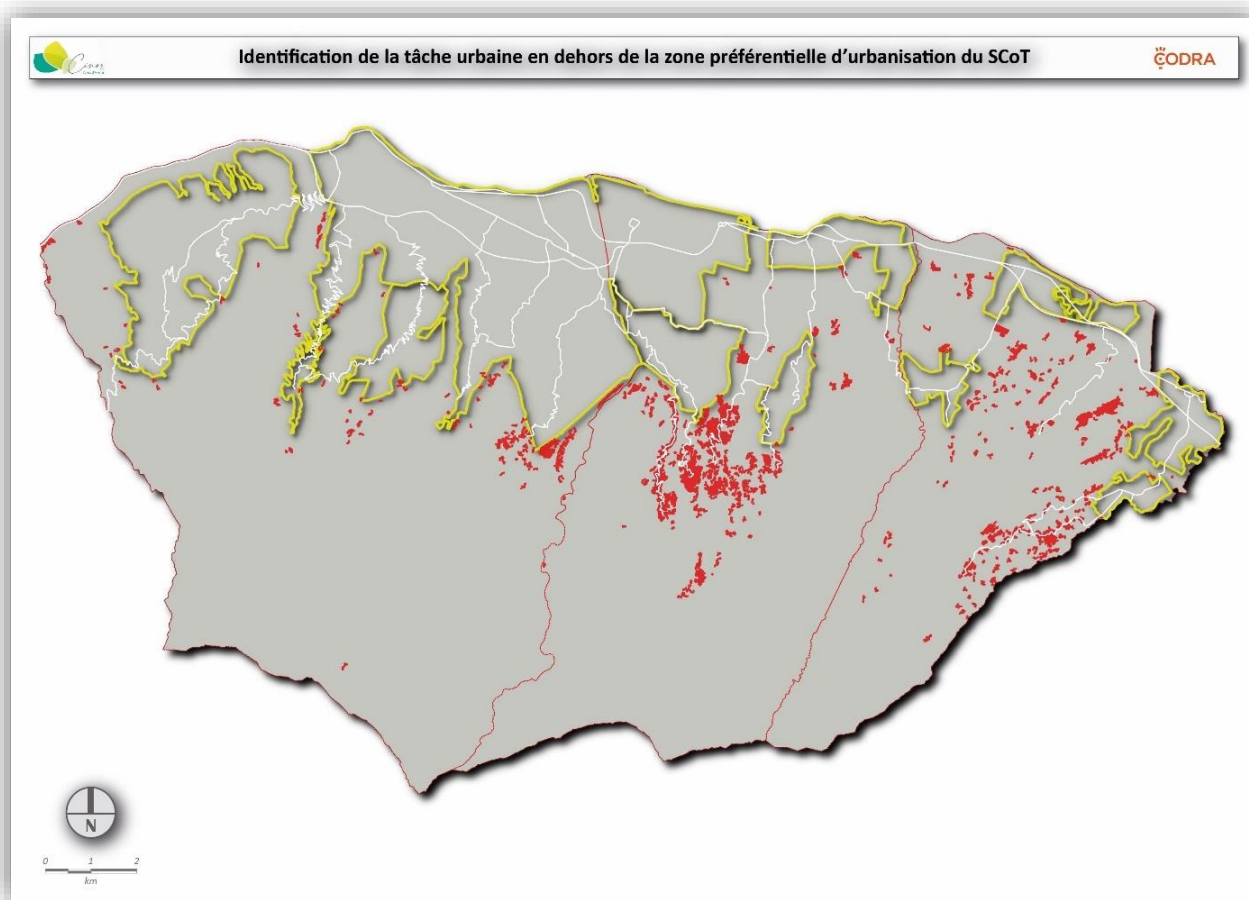 Identification de la tâche urbaine en dehors de la zone préférentielle d’urbanisation du SCoT
CODRA
N
0 1 2
km